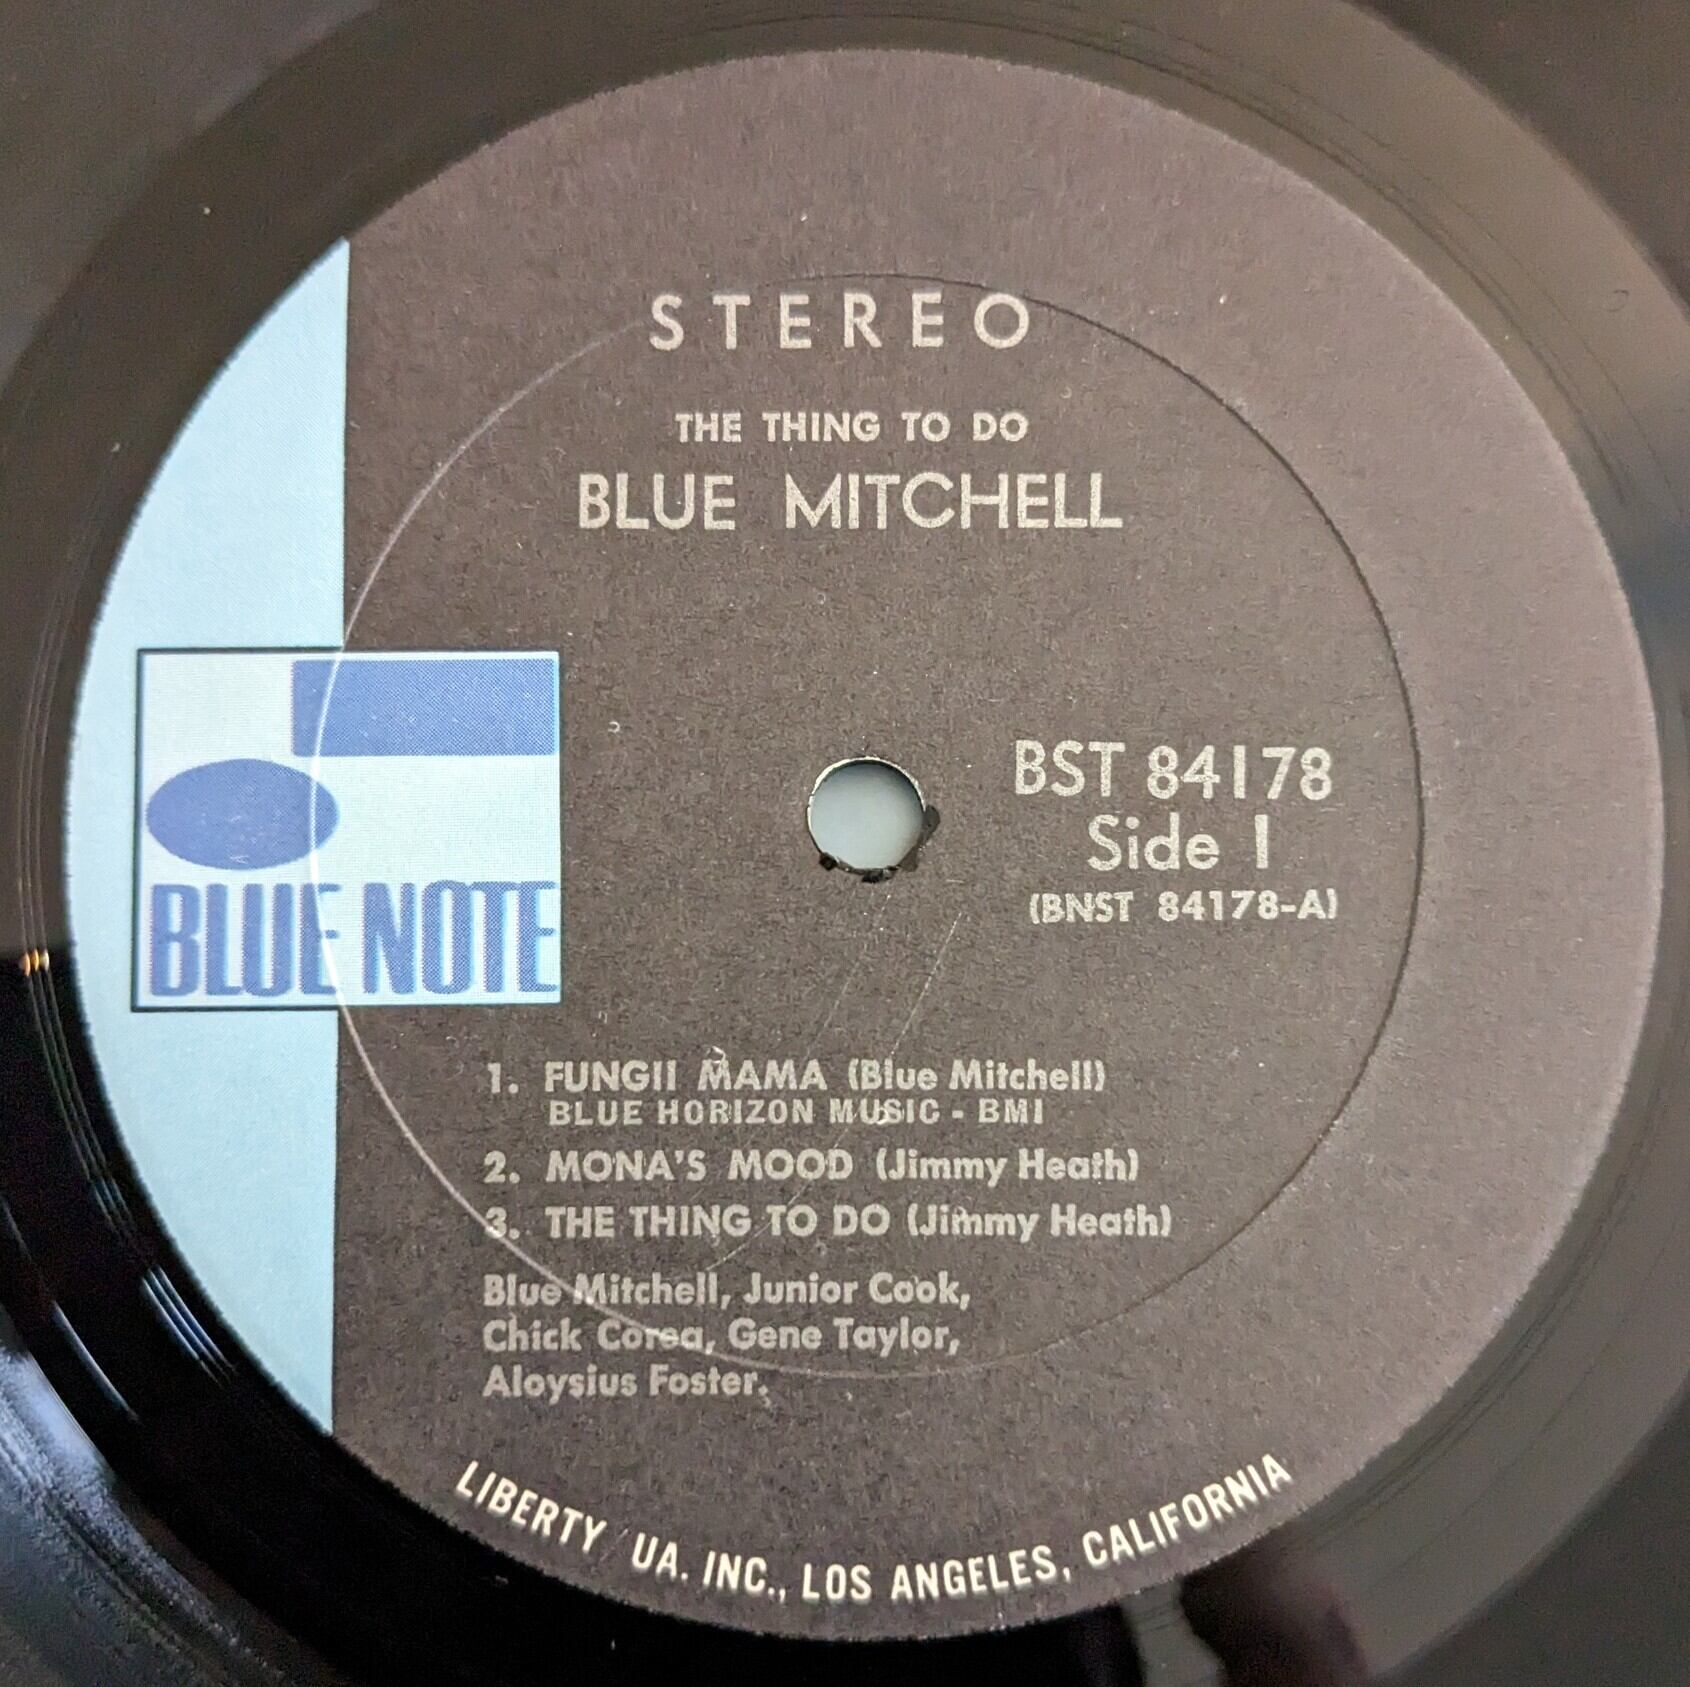 STEREO
THE THING TO DO
BLUE MITCHELL
BST 84178
Side 1
(BNST 84178-A)
BLUE NOTE
1. FUNGII MAMA (Blue Mitchell)
BLUE HORIZON MUSIC - BMI
2. MONA'S MOOD (Jimmy Heath)
3. THE THING TO DO (Jimmy Heath)
Blue Mitchell, Junior Cook,
Chick Corea, Gene Taylor,
Aloysius Foster.
LIBERTY / UA. INC., LOS ANGELES, CALIFORNIA